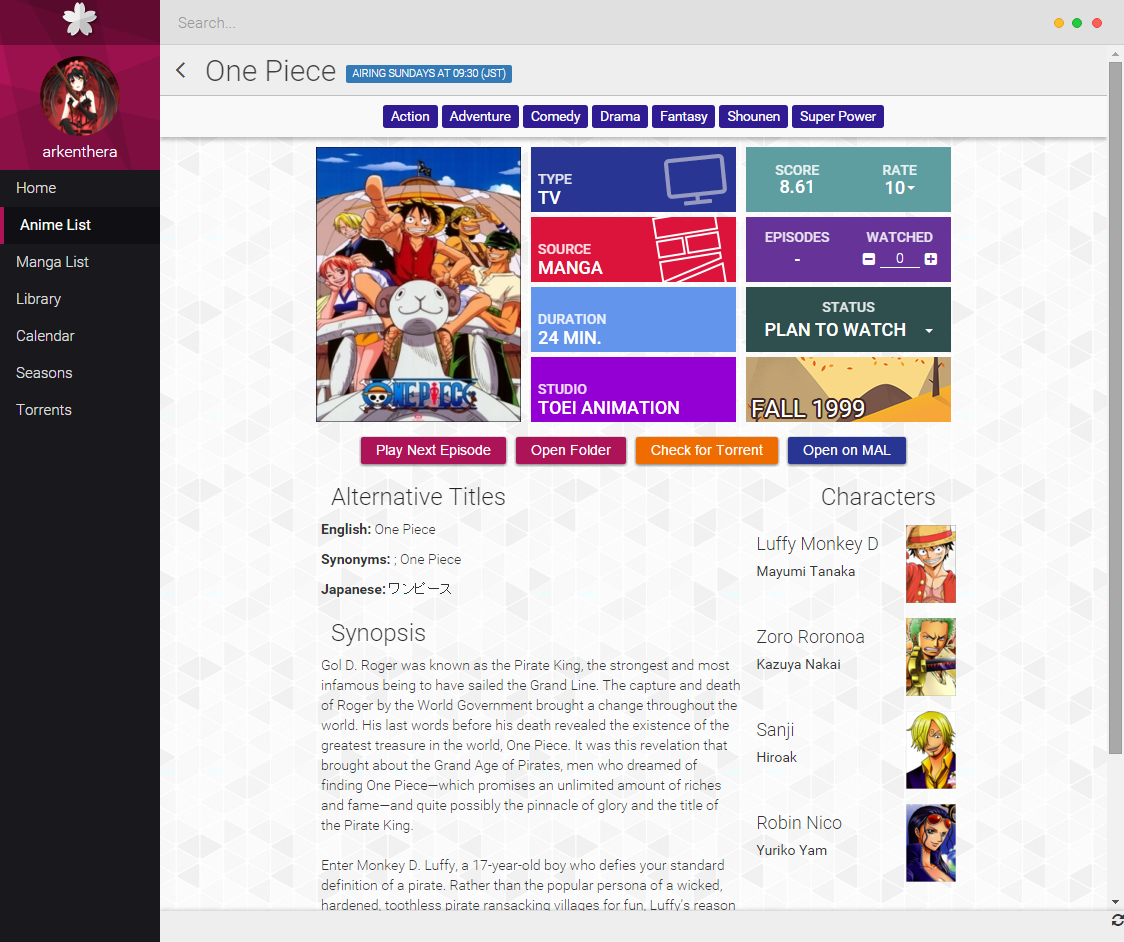 Search...
arkenthera
Home
Anime List
Manga List
Library
Calendar
Seasons
Torrents
One Piece AIRING SUNDAYS AT 09:30 (JST)
Action Adventure Comedy Drama Fantasy Shounen Super Power
ONE PIECE
TYPE
TV
SOURCE
MANGA
DURATION
24 MIN.
STUDIO
TOEI ANIMATION
SCORE RATE
8.61 10
EPISODES WATCHED
- 0
STATUS
PLAN TO WATCH
FALL 1999
Play Next Episode Open Folder Check for Torrent Open on MAL
Alternative Titles
English: One Piece
Synonyms: ; One Piece
Japanese: ワンピース
Synopsis
Gol D. Roger was known as the Pirate King, the strongest and most
infamous being to have sailed the Grand Line. The capture and death
of Roger by the World Government brought a change throughout the
world. His last words before his death revealed the existence of the
greatest treasure in the world, One Piece. It was this revelation that
brought about the Grand Age of Pirates, men who dreamed of
finding One Piece—which promises an unlimited amount of riches
and fame—and quite possibly the pinnacle of glory and the title of
the Pirate King.
Enter Monkey D. Luffy, a 17-year-old boy who defies your standard
definition of a pirate. Rather than the popular persona of a wicked,
hardened, toothless pirate ransacking villages for fun, Luffy's reason
Characters
Luffy Monkey D
Mayumi Tanaka
Zoro Roronoa
Kazuya Nakai
Sanji
Hiroak
Robin Nico
Yuriko Yam